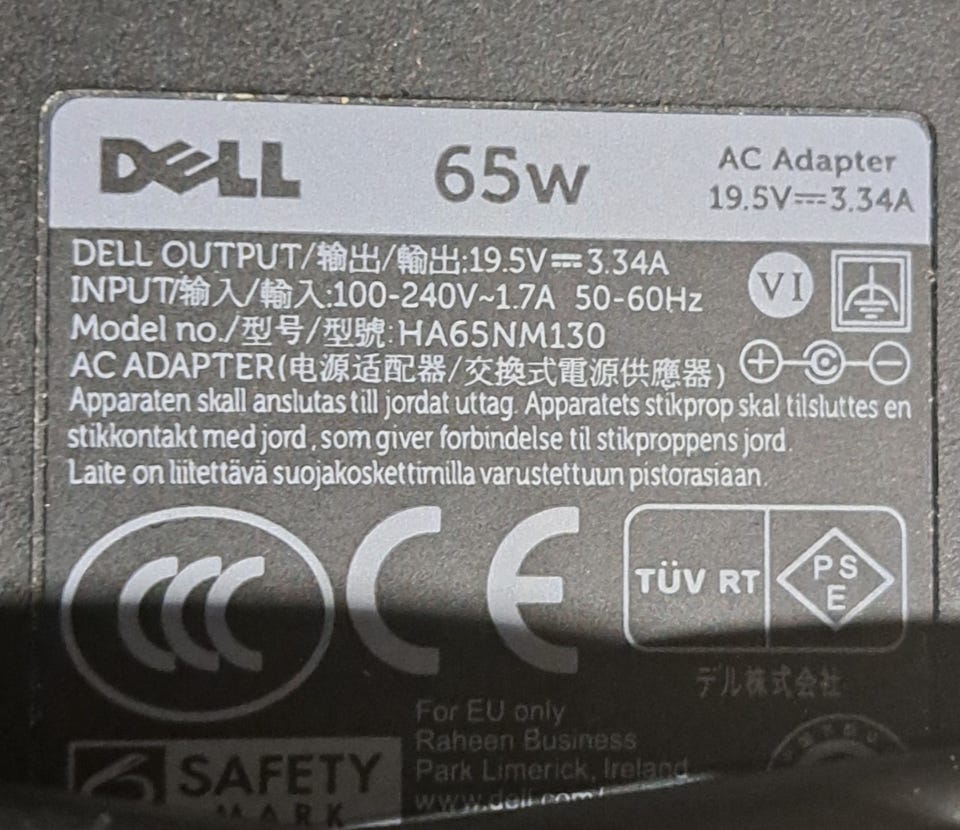 DELL 65W AC Adapter
19.5V⎓3.34A
DELL OUTPUT/输出/輸出:19.5V⎓3.34A
INPUT/输入/輸入:100-240V~1.7A 50-60Hz
VI
Model no./型号/型號:HA65NM130
AC ADAPTER(电源适配器/交換式電源供應器)
Apparaten skall anslutas till jordat uttag. Apparatets stikprop skal tilsluttes en
stikkontakt med jord, som giver forbindelse til stikproppens jord.
Laite on liitettävä suojakoskettimilla varustettuun pistorasiaan.
CCC CE TÜV RT PSE
デル株式会社
For EU only
Raheen Business
Park Limerick, Ireland
www.dell.com/
SAFETY
MARK